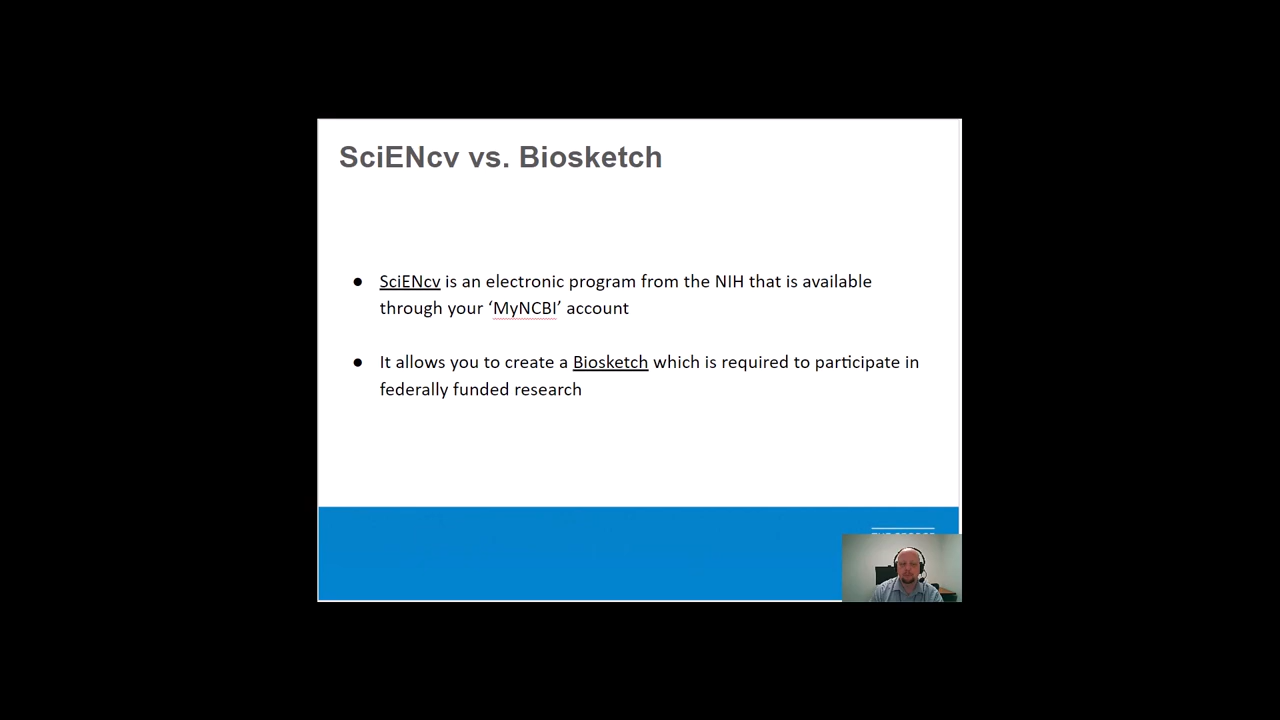 SciENcv vs. Biosketch
● SciENcv is an electronic program from the NIH that is available
through your ‘MyNCBI’ account
● It allows you to create a Biosketch which is required to participate in
federally funded research